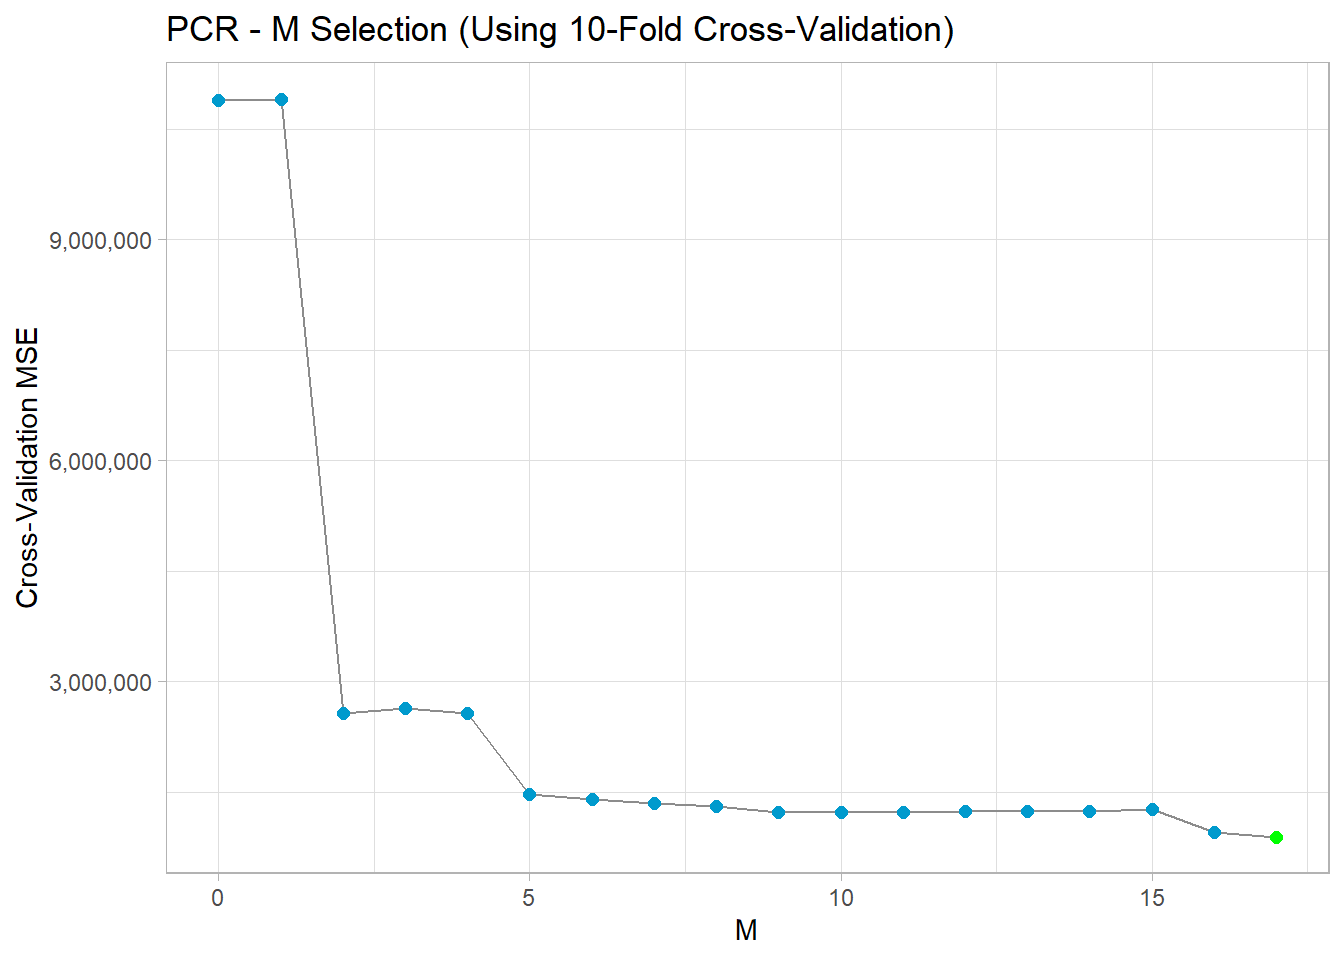 PCR - M Selection (Using 10-Fold Cross-Validation)
Cross-Validation MSE
9,000,000
6,000,000
3,000,000
0
5
10
15
M